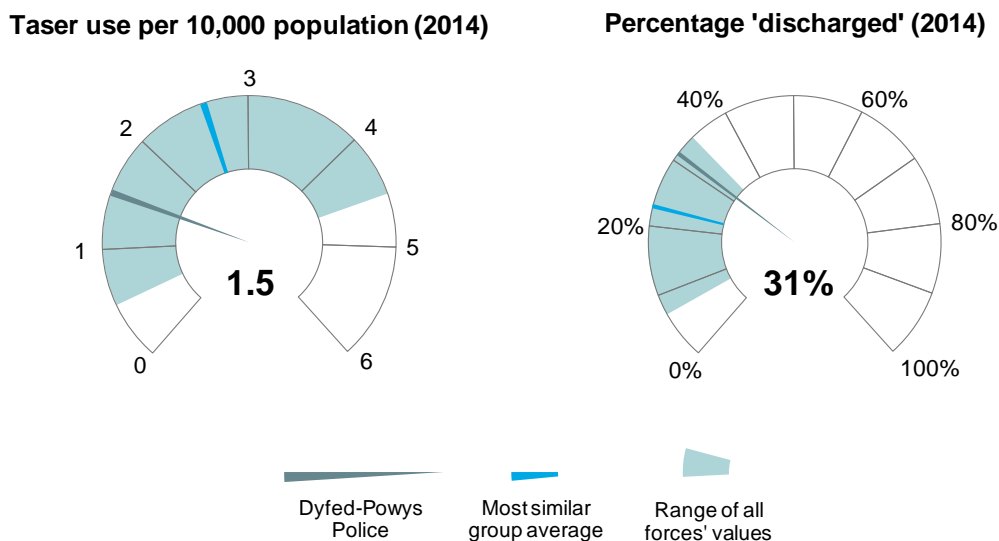 Taser use per 10,000 population (2014)
0
1
2
3
4
5
6
1.5
Percentage 'discharged' (2014)
0%
20%
40%
60%
80%
100%
31%
Dyfed-Powys
Police
Most similar
group average
Range of all
forces' values